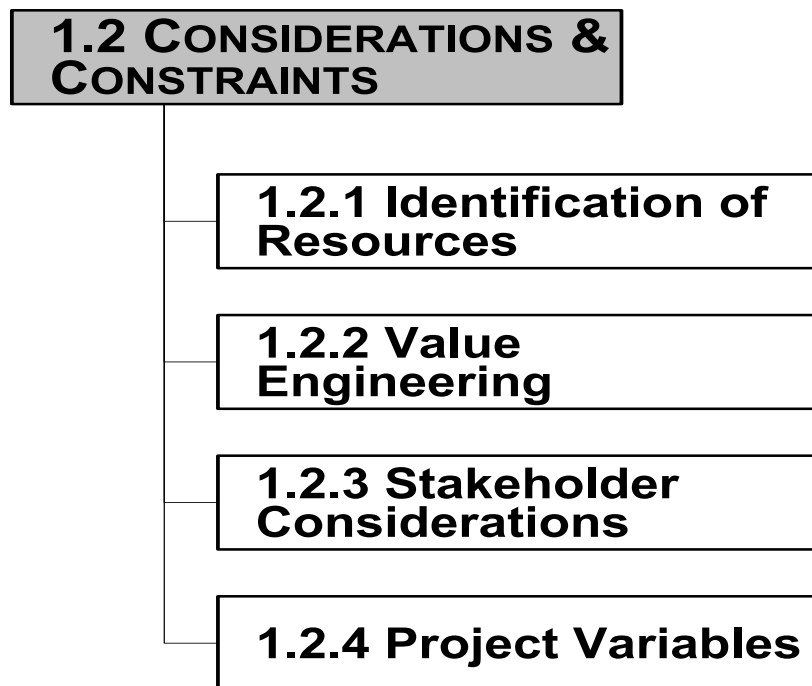 1.2 CONSIDERATIONS &
CONSTRAINTS
1.2.1 Identification of
Resources
1.2.2 Value
Engineering
1.2.3 Stakeholder
Considerations
1.2.4 Project Variables